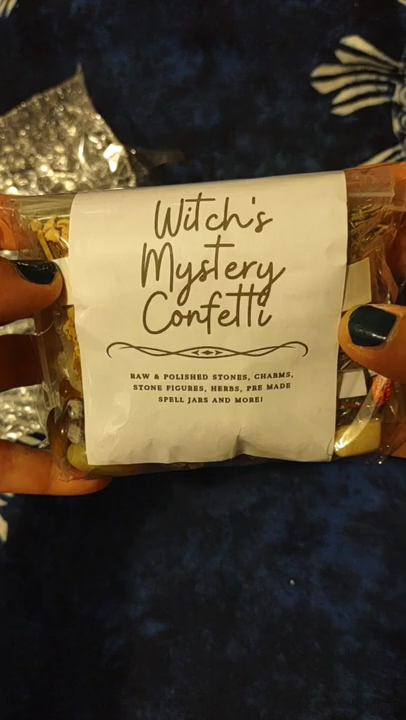 Witch's
Mystery
Confetti
RAW & POLISHED STONES, CHARMS,
STONE FIGURES, HERBS, PRE MADE
SPELL JARS AND MORE!